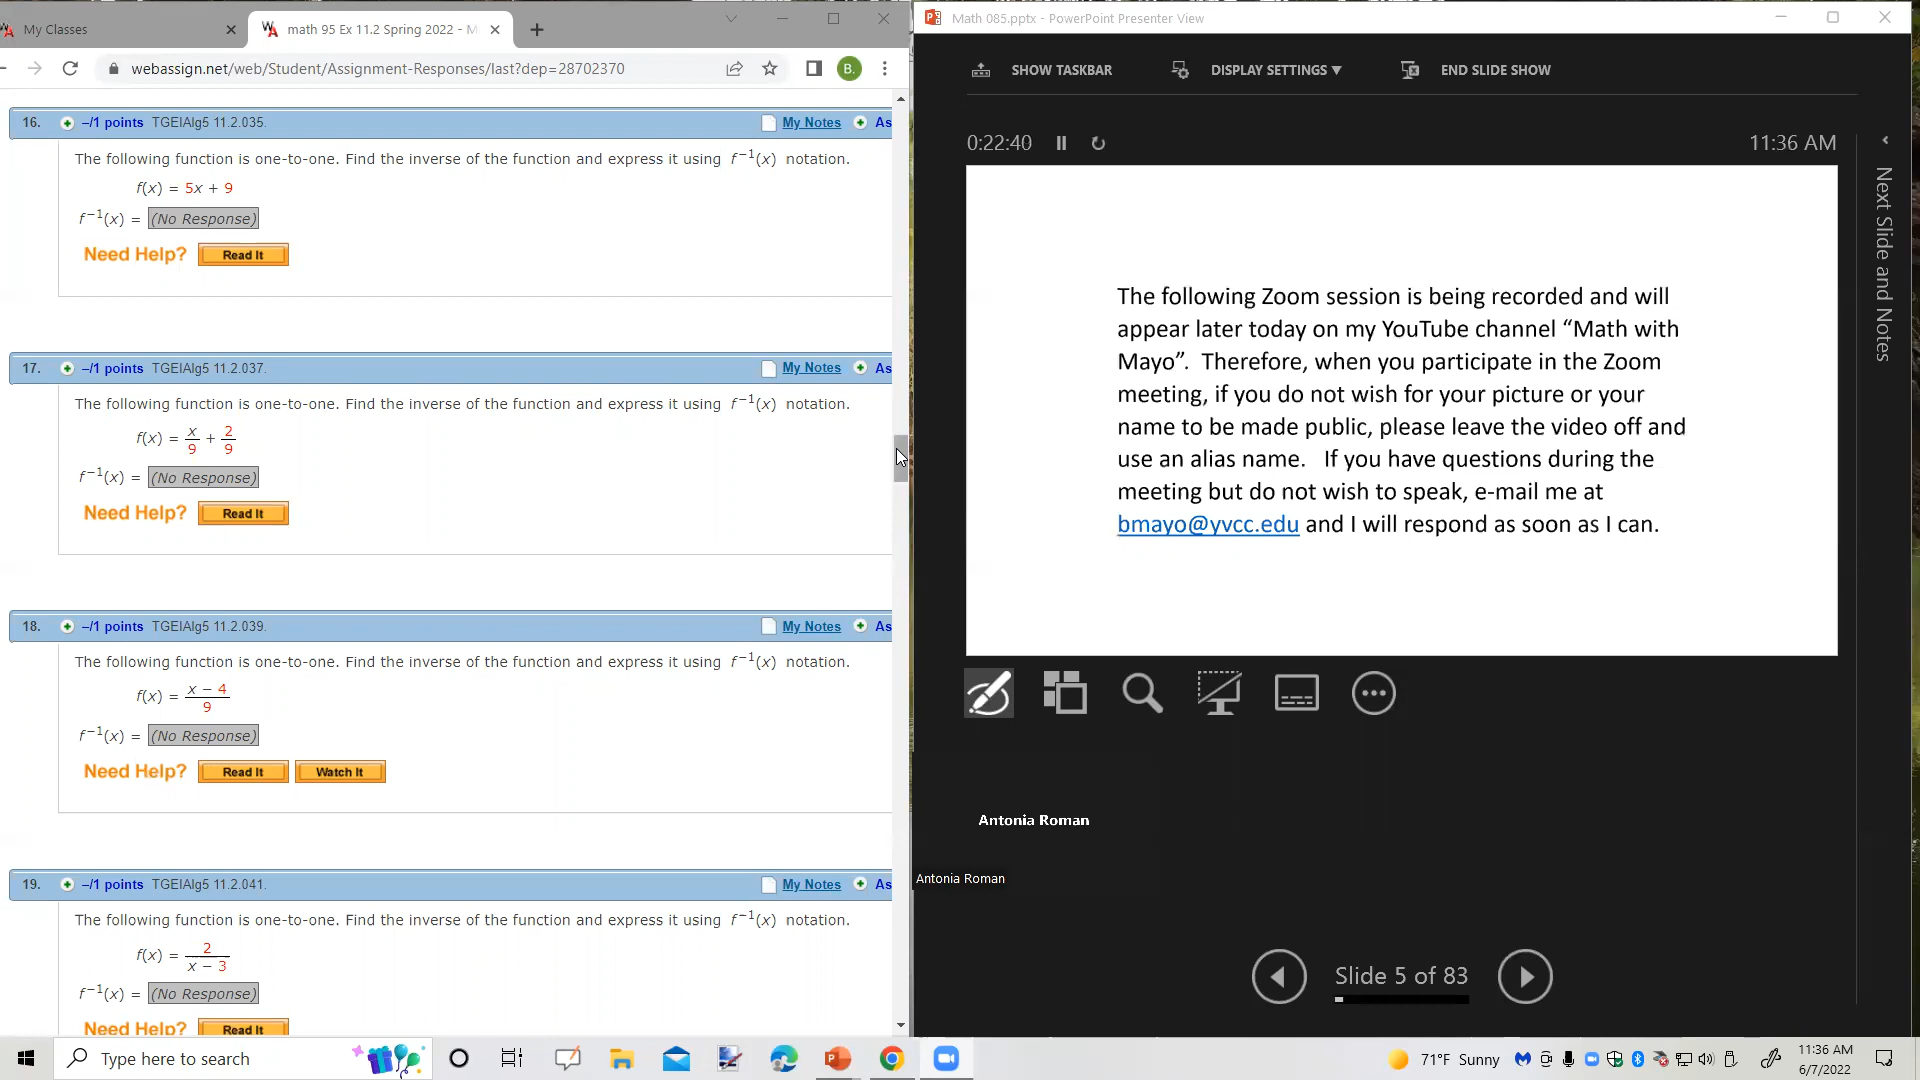 My Classes
math 95 Ex 11.2 Spring 2022 - M
webassign.net/web/Student/Assignment-Responses/last?dep=28702370
B.
16. –/1 points TGEIAlg5 11.2.035. My Notes As
The following function is one-to-one. Find the inverse of the function and express it using f⁻¹(x) notation.
f(x) = 5x + 9
f⁻¹(x) = (No Response)
Need Help? Read It
17. –/1 points TGEIAlg5 11.2.037. My Notes As
The following function is one-to-one. Find the inverse of the function and express it using f⁻¹(x) notation.
f(x) = x/9 + 2/9
f⁻¹(x) = (No Response)
Need Help? Read It
18. –/1 points TGEIAlg5 11.2.039. My Notes As
The following function is one-to-one. Find the inverse of the function and express it using f⁻¹(x) notation.
f(x) = (x − 4)/9
f⁻¹(x) = (No Response)
Need Help? Read It Watch It
19. –/1 points TGEIAlg5 11.2.041. My Notes As
The following function is one-to-one. Find the inverse of the function and express it using f⁻¹(x) notation.
f(x) = 2/(x − 3)
f⁻¹(x) = (No Response)
Need Help? Read It
Math 085.pptx - PowerPoint Presenter View
SHOW TASKBAR DISPLAY SETTINGS ▼ END SLIDE SHOW
0:22:40 11:36 AM
Next Slide and Notes
The following Zoom session is being recorded and will
appear later today on my YouTube channel “Math with
Mayo”. Therefore, when you participate in the Zoom
meeting, if you do not wish for your picture or your
name to be made public, please leave the video off and
use an alias name. If you have questions during the
meeting but do not wish to speak, e-mail me at
bmayo@yvcc.edu and I will respond as soon as I can.
Antonia Roman
Antonia Roman
Slide 5 of 83
Type here to search
71°F Sunny
11:36 AM
6/7/2022